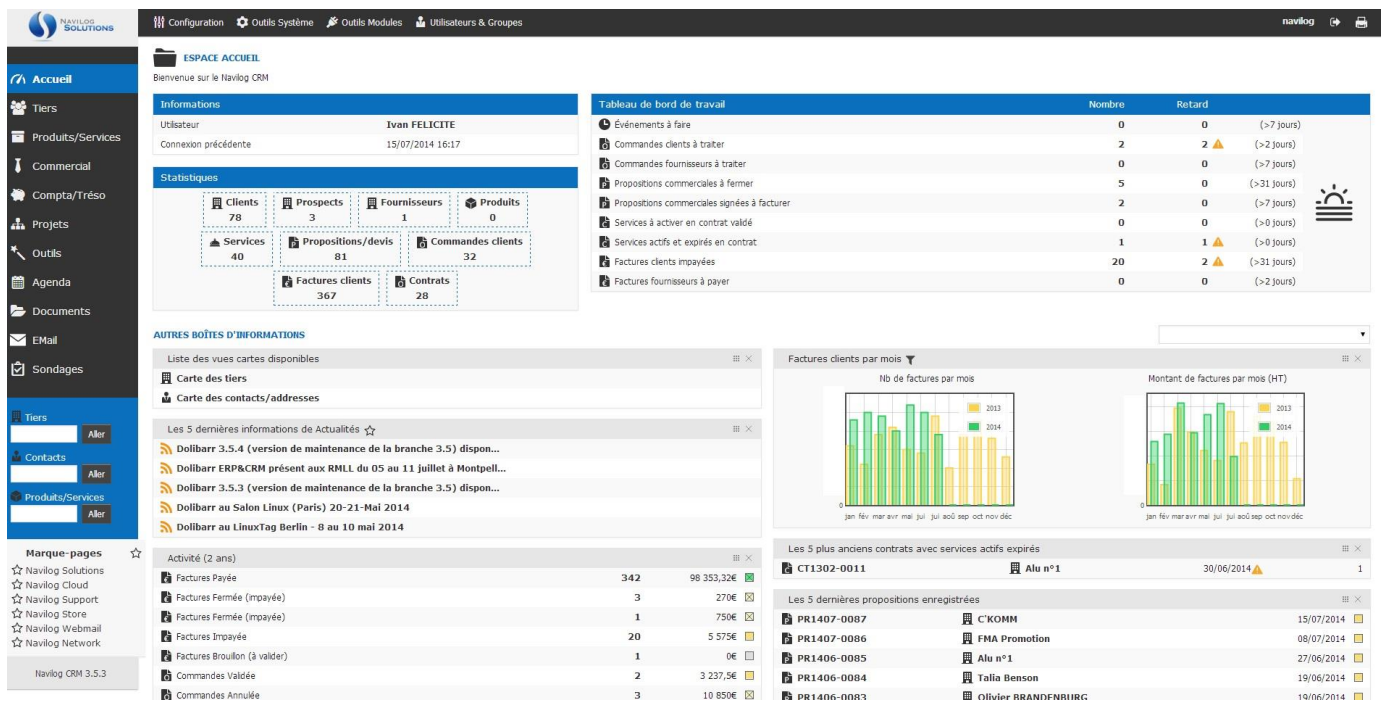 NAVILOG
SOLUTIONS
Configuration Outils Système Outils Modules Utilisateurs & Groupes navilog
Accueil
Tiers
Produits/Services
Commercial
Compta/Tréso
Projets
Outils
Agenda
Documents
EMail
Sondages
Tiers
Aller
Contacts
Aller
Produits/Services
Aller
Marque-pages
Navilog Solutions
Navilog Cloud
Navilog Support
Navilog Store
Navilog Webmail
Navilog Network
Navilog CRM 3.5.3
ESPACE ACCUEIL
Bienvenue sur le Navilog CRM
Informations
Utilisateur Ivan FELICITE
Connexion précédente 15/07/2014 16:17
Statistiques
Clients Prospects Fournisseurs Produits
78 3 1 0
Services Propositions/devis Commandes clients
40 81 32
Factures clients Contrats
367 28
Tableau de bord de travail Nombre Retard
Événements à faire 0 0 (>7 jours)
Commandes clients à traiter 2 2 (>2 jours)
Commandes fournisseurs à traiter 0 0 (>7 jours)
Propositions commerciales à fermer 5 0 (>31 jours)
Propositions commerciales signées à facturer 2 0 (>7 jours)
Services à activer en contrat validé 0 0 (>0 jours)
Services actifs et expirés en contrat 1 1 (>0 jours)
Factures clients impayées 20 2 (>31 jours)
Factures fournisseurs à payer 0 0 (>2 jours)
AUTRES BOÎTES D'INFORMATIONS
Liste des vues cartes disponibles
Carte des tiers
Carte des contacts/addresses
Les 5 dernières informations de Actualités
Dolibarr 3.5.4 (version de maintenance de la branche 3.5) dispon...
Dolibarr ERP&CRM présent aux RMLL du 05 au 11 juillet à Montpell...
Dolibarr 3.5.3 (version de maintenance de la branche 3.5) dispon...
Dolibarr au Salon Linux (Paris) 20-21-Mai 2014
Dolibarr au LinuxTag Berlin - 8 au 10 mai 2014
Activité (2 ans)
Factures Payée 342 98 353,32€
Factures Fermée (impayée) 3 270€
Factures Fermée (impayée) 1 750€
Factures Impayée 20 5 575€
Factures Brouillon (à valider) 1 0€
Commandes Validée 2 3 237,5€
Commandes Annulée 3 10 850€
Factures clients par mois
Nb de factures par mois
2013
2014
0
jan fév mar avr mai jui jui aoû sep oct nov déc
Montant de factures par mois (HT)
2013
2014
0
jan fév mar avr mai jui jui aoû sep oct nov déc
Les 5 plus anciens contrats avec services actifs expirés
CT1302-0011 Alu n°1 30/06/2014 1
Les 5 dernières propositions enregistrées
PR1407-0087 C'KOMM 15/07/2014
PR1407-0086 FMA Promotion 08/07/2014
PR1406-0085 Alu n°1 27/06/2014
PR1406-0084 Talia Benson 19/06/2014
PR1406-0083 Olivier BRANDENBURG 19/06/2014